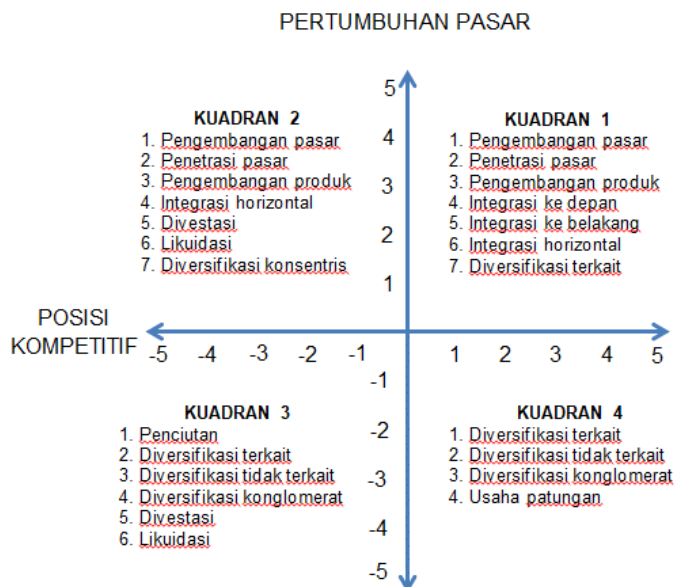 PERTUMBUHAN PASAR
5
4
3
2
1
KUADRAN 2
1. Pengembangan pasar
2. Penetrasi pasar
3. Pengembangan produk
4. Integrasi horizontal
5. Divestasi
6. Likuidasi
7. Diversifikasi konsentris
KUADRAN 1
1. Pengembangan pasar
2. Penetrasi pasar
3. Pengembangan produk
4. Integrasi ke depan
5. Integrasi ke belakang
6. Integrasi horizontal
7. Diversifikasi terkait
POSISI
KOMPETITIF
-5 -4 -3 -2 -1 1 2 3 4 5
-1
-2
-3
-4
-5
KUADRAN 3
1. Penciutan
2. Diversifikasi terkait
3. Diversifikasi tidak terkait
4. Diversifikasi konglomerat
5. Divestasi
6. Likuidasi
KUADRAN 4
1. Diversifikasi terkait
2. Diversifikasi tidak terkait
3. Diversifikasi konglomerat
4. Usaha patungan